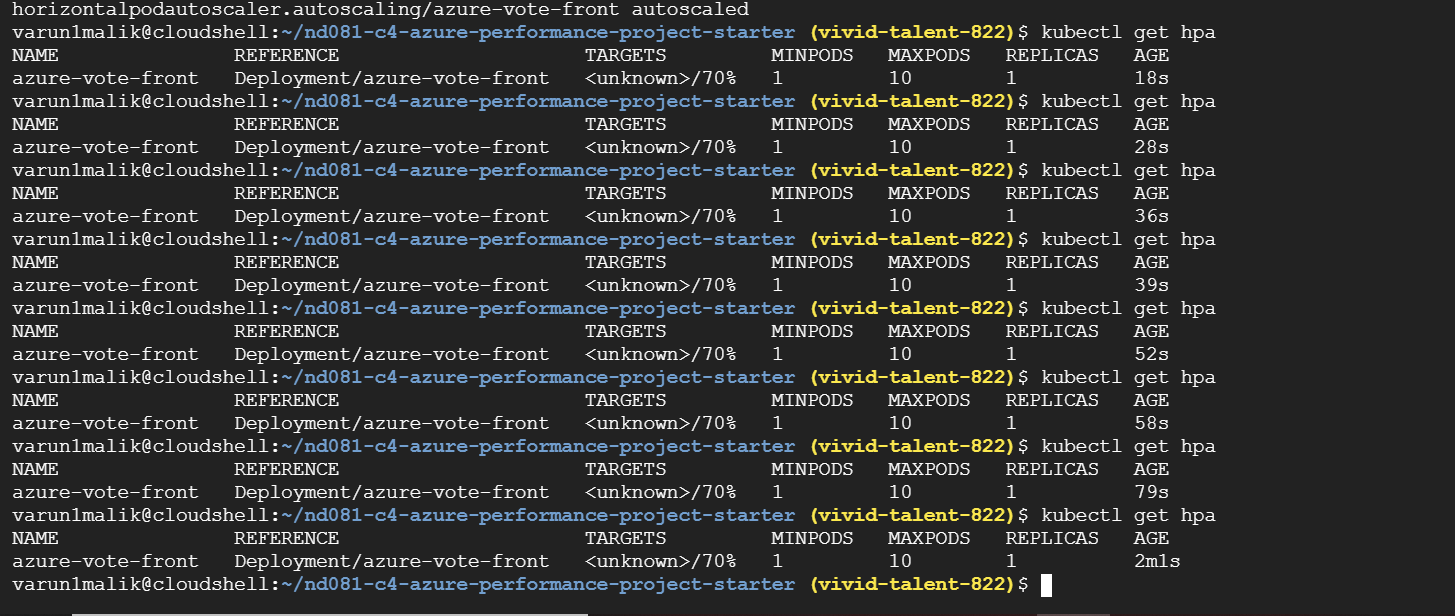 horizontalpodautoscaler.autoscaling/azure-vote-front autoscaled
varun1malik@cloudshell:~/nd081-c4-azure-performance-project-starter (vivid-talent-822)$ kubectl get hpa
NAME REFERENCE TARGETS MINPODS MAXPODS REPLICAS AGE
azure-vote-front Deployment/azure-vote-front <unknown>/70% 1 10 1 18s
varun1malik@cloudshell:~/nd081-c4-azure-performance-project-starter (vivid-talent-822)$ kubectl get hpa
NAME REFERENCE TARGETS MINPODS MAXPODS REPLICAS AGE
azure-vote-front Deployment/azure-vote-front <unknown>/70% 1 10 1 28s
varun1malik@cloudshell:~/nd081-c4-azure-performance-project-starter (vivid-talent-822)$ kubectl get hpa
NAME REFERENCE TARGETS MINPODS MAXPODS REPLICAS AGE
azure-vote-front Deployment/azure-vote-front <unknown>/70% 1 10 1 36s
varun1malik@cloudshell:~/nd081-c4-azure-performance-project-starter (vivid-talent-822)$ kubectl get hpa
NAME REFERENCE TARGETS MINPODS MAXPODS REPLICAS AGE
azure-vote-front Deployment/azure-vote-front <unknown>/70% 1 10 1 39s
varun1malik@cloudshell:~/nd081-c4-azure-performance-project-starter (vivid-talent-822)$ kubectl get hpa
NAME REFERENCE TARGETS MINPODS MAXPODS REPLICAS AGE
azure-vote-front Deployment/azure-vote-front <unknown>/70% 1 10 1 52s
varun1malik@cloudshell:~/nd081-c4-azure-performance-project-starter (vivid-talent-822)$ kubectl get hpa
NAME REFERENCE TARGETS MINPODS MAXPODS REPLICAS AGE
azure-vote-front Deployment/azure-vote-front <unknown>/70% 1 10 1 58s
varun1malik@cloudshell:~/nd081-c4-azure-performance-project-starter (vivid-talent-822)$ kubectl get hpa
NAME REFERENCE TARGETS MINPODS MAXPODS REPLICAS AGE
azure-vote-front Deployment/azure-vote-front <unknown>/70% 1 10 1 79s
varun1malik@cloudshell:~/nd081-c4-azure-performance-project-starter (vivid-talent-822)$ kubectl get hpa
NAME REFERENCE TARGETS MINPODS MAXPODS REPLICAS AGE
azure-vote-front Deployment/azure-vote-front <unknown>/70% 1 10 1 2m1s
varun1malik@cloudshell:~/nd081-c4-azure-performance-project-starter (vivid-talent-822)$